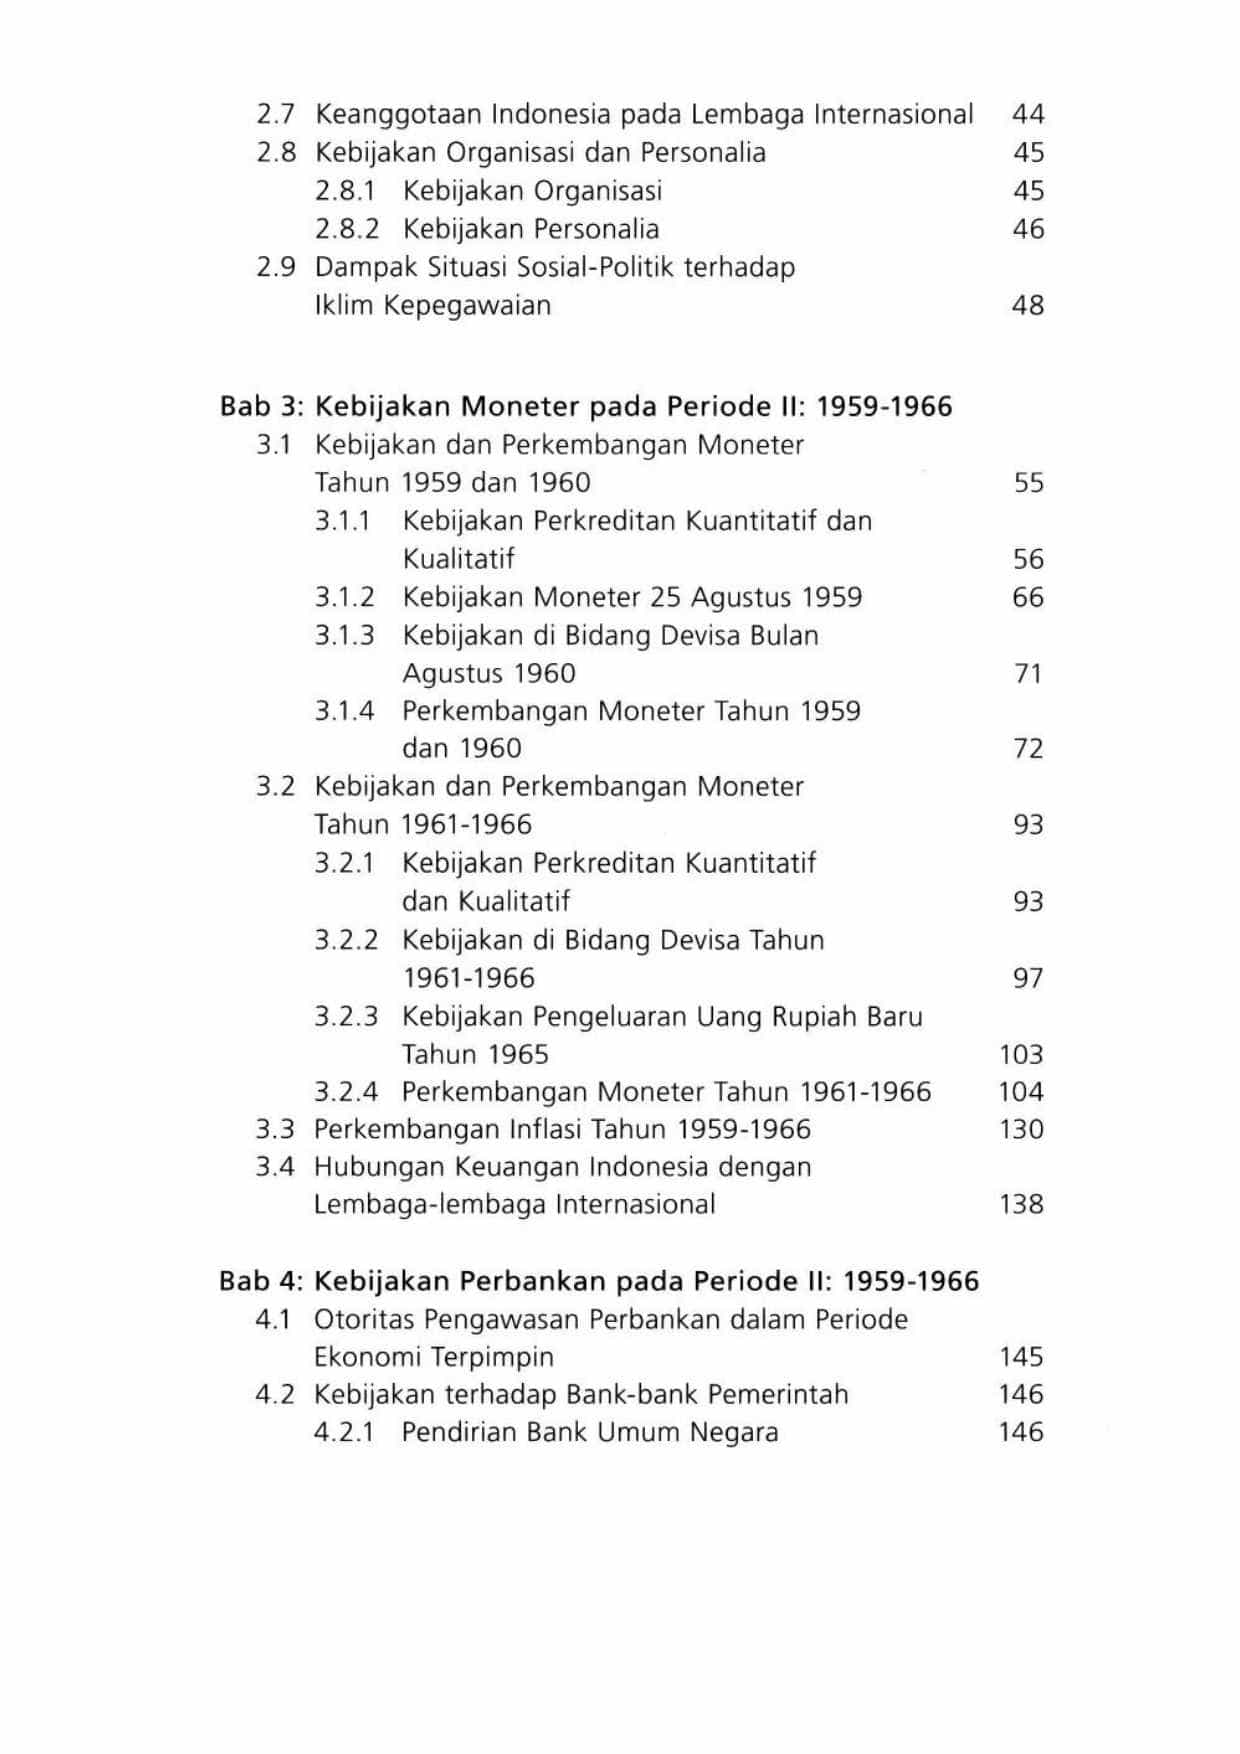 2.7 Keanggotaan Indonesia pada Lembaga Internasional 44
2.8 Kebijakan Organisasi dan Personalia 45
2.8.1 Kebijakan Organisasi 45
2.8.2 Kebijakan Personalia 46
2.9 Dampak Situasi Sosial-Politik terhadap
Iklim Kepegawaian 48
Bab 3: Kebijakan Moneter pada Periode II: 1959-1966
3.1 Kebijakan dan Perkembangan Moneter
Tahun 1959 dan 1960 55
3.1.1 Kebijakan Perkreditan Kuantitatif dan
Kualitatif 56
3.1.2 Kebijakan Moneter 25 Agustus 1959 66
3.1.3 Kebijakan di Bidang Devisa Bulan
Agustus 1960 71
3.1.4 Perkembangan Moneter Tahun 1959
dan 1960 72
3.2 Kebijakan dan Perkembangan Moneter
Tahun 1961-1966 93
3.2.1 Kebijakan Perkreditan Kuantitatif
dan Kualitatif 93
3.2.2 Kebijakan di Bidang Devisa Tahun
1961-1966 97
3.2.3 Kebijakan Pengeluaran Uang Rupiah Baru
Tahun 1965 103
3.2.4 Perkembangan Moneter Tahun 1961-1966 104
3.3 Perkembangan Inflasi Tahun 1959-1966 130
3.4 Hubungan Keuangan Indonesia dengan
Lembaga-lembaga Internasional 138
Bab 4: Kebijakan Perbankan pada Periode II: 1959-1966
4.1 Otoritas Pengawasan Perbankan dalam Periode
Ekonomi Terpimpin 145
4.2 Kebijakan terhadap Bank-bank Pemerintah 146
4.2.1 Pendirian Bank Umum Negara 146